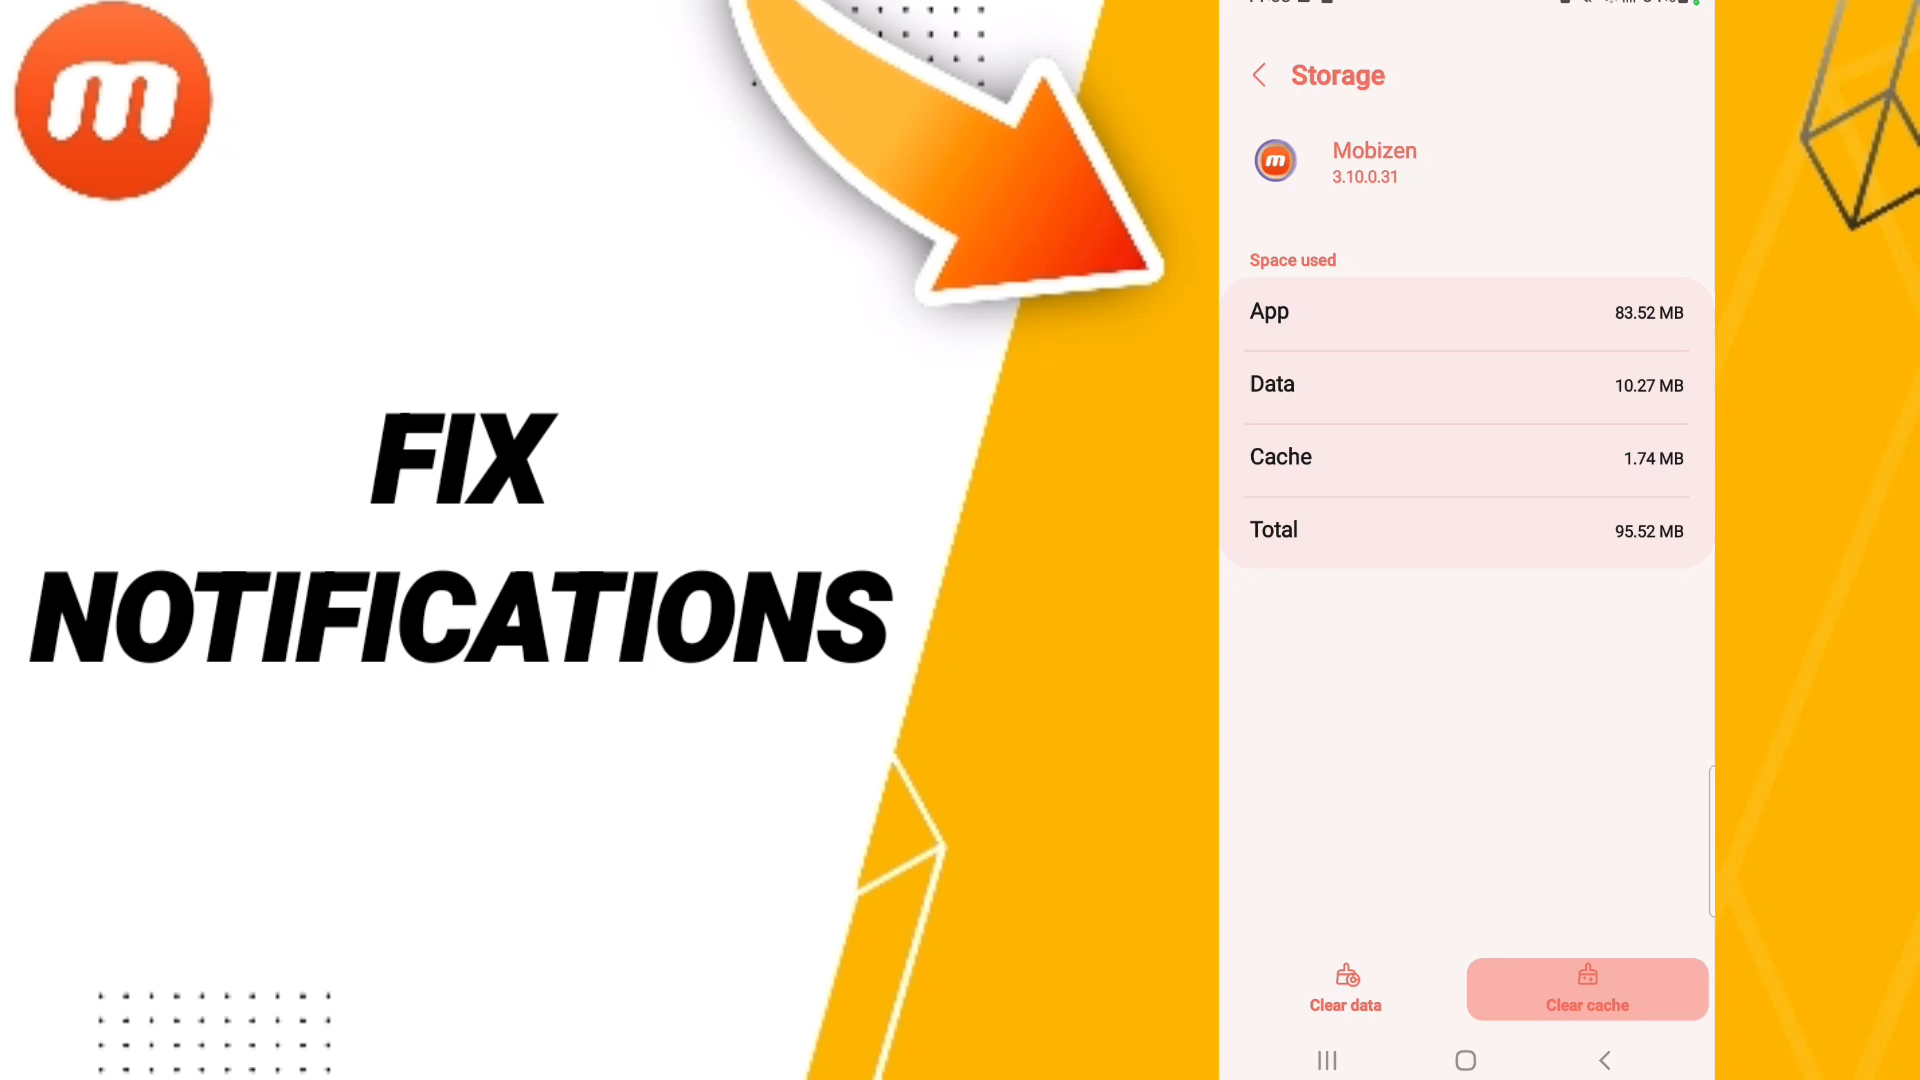 m
FIX
NOTIFICATIONS
Storage
m
Mobizen
3.10.0.31
Space used
App 83.52 MB
Data 10.27 MB
Cache 1.74 MB
Total 95.52 MB
Clear data
Clear cache